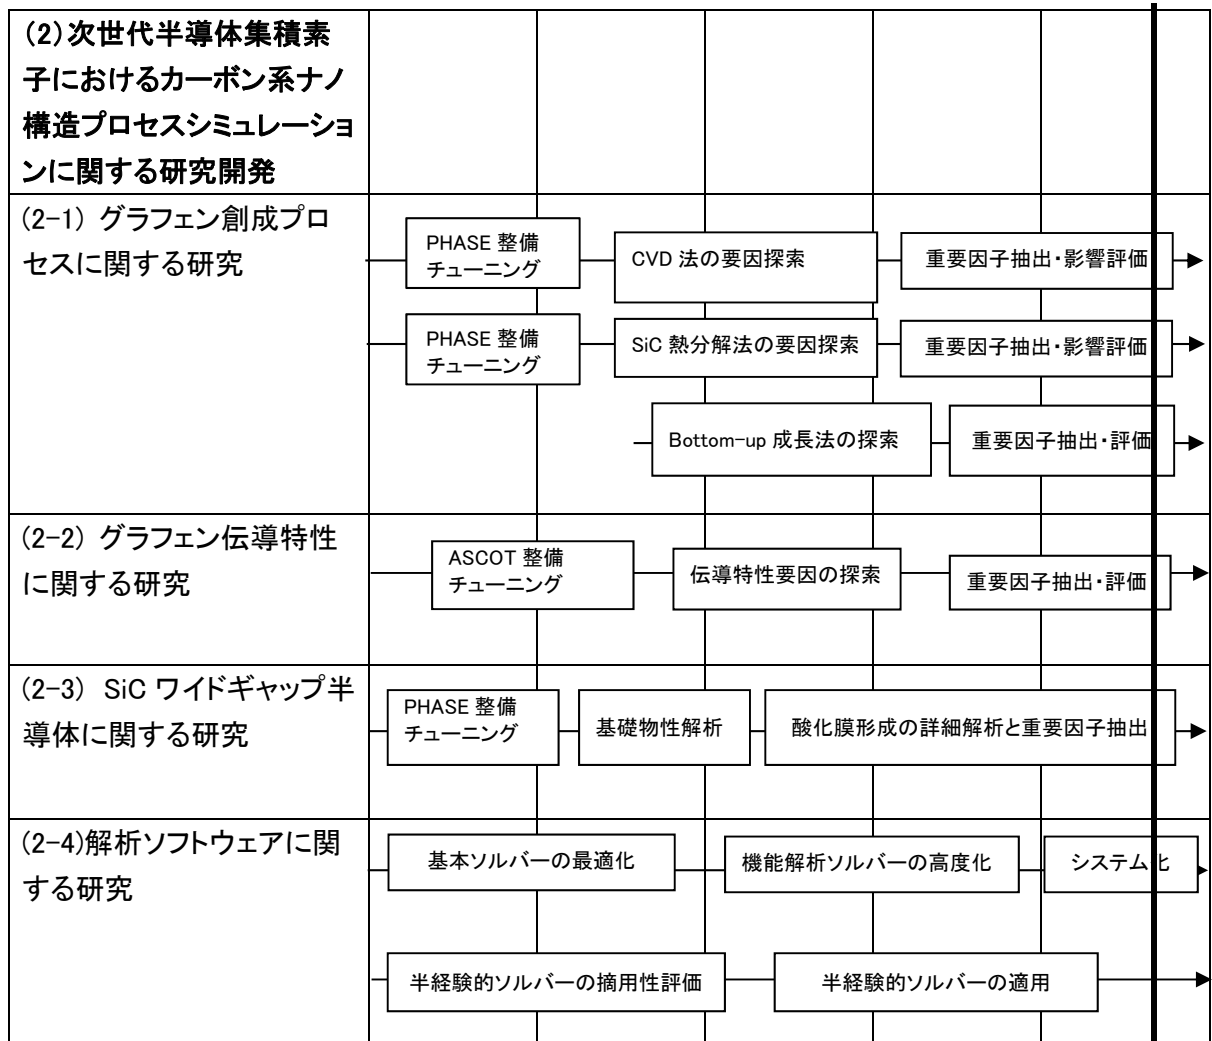 (2)次世代半導体集積素
子におけるカーボン系ナノ
構造プロセスシミュレーショ
ンに関する研究開発
(2-1) グラフェン創成プロ
セスに関する研究
PHASE 整備
チューニング
CVD 法の要因探索
重要因子抽出・影響評価
PHASE 整備
チューニング
SiC 熱分解法の要因探索
重要因子抽出・影響評価
Bottom-up 成長法の探索
重要因子抽出・評価
(2-2) グラフェン伝導特性
に関する研究
ASCOT 整備
チューニング
伝導特性要因の探索
重要因子抽出・評価
(2-3) SiC ワイドギャップ半
導体に関する研究
PHASE 整備
チューニング
基礎物性解析
酸化膜形成の詳細解析と重要因子抽出
(2-4)解析ソフトウェアに関
する研究
基本ソルバーの最適化
機能解析ソルバーの高度化
システム化
半経験的ソルバーの摘用性評価
半経験的ソルバーの適用